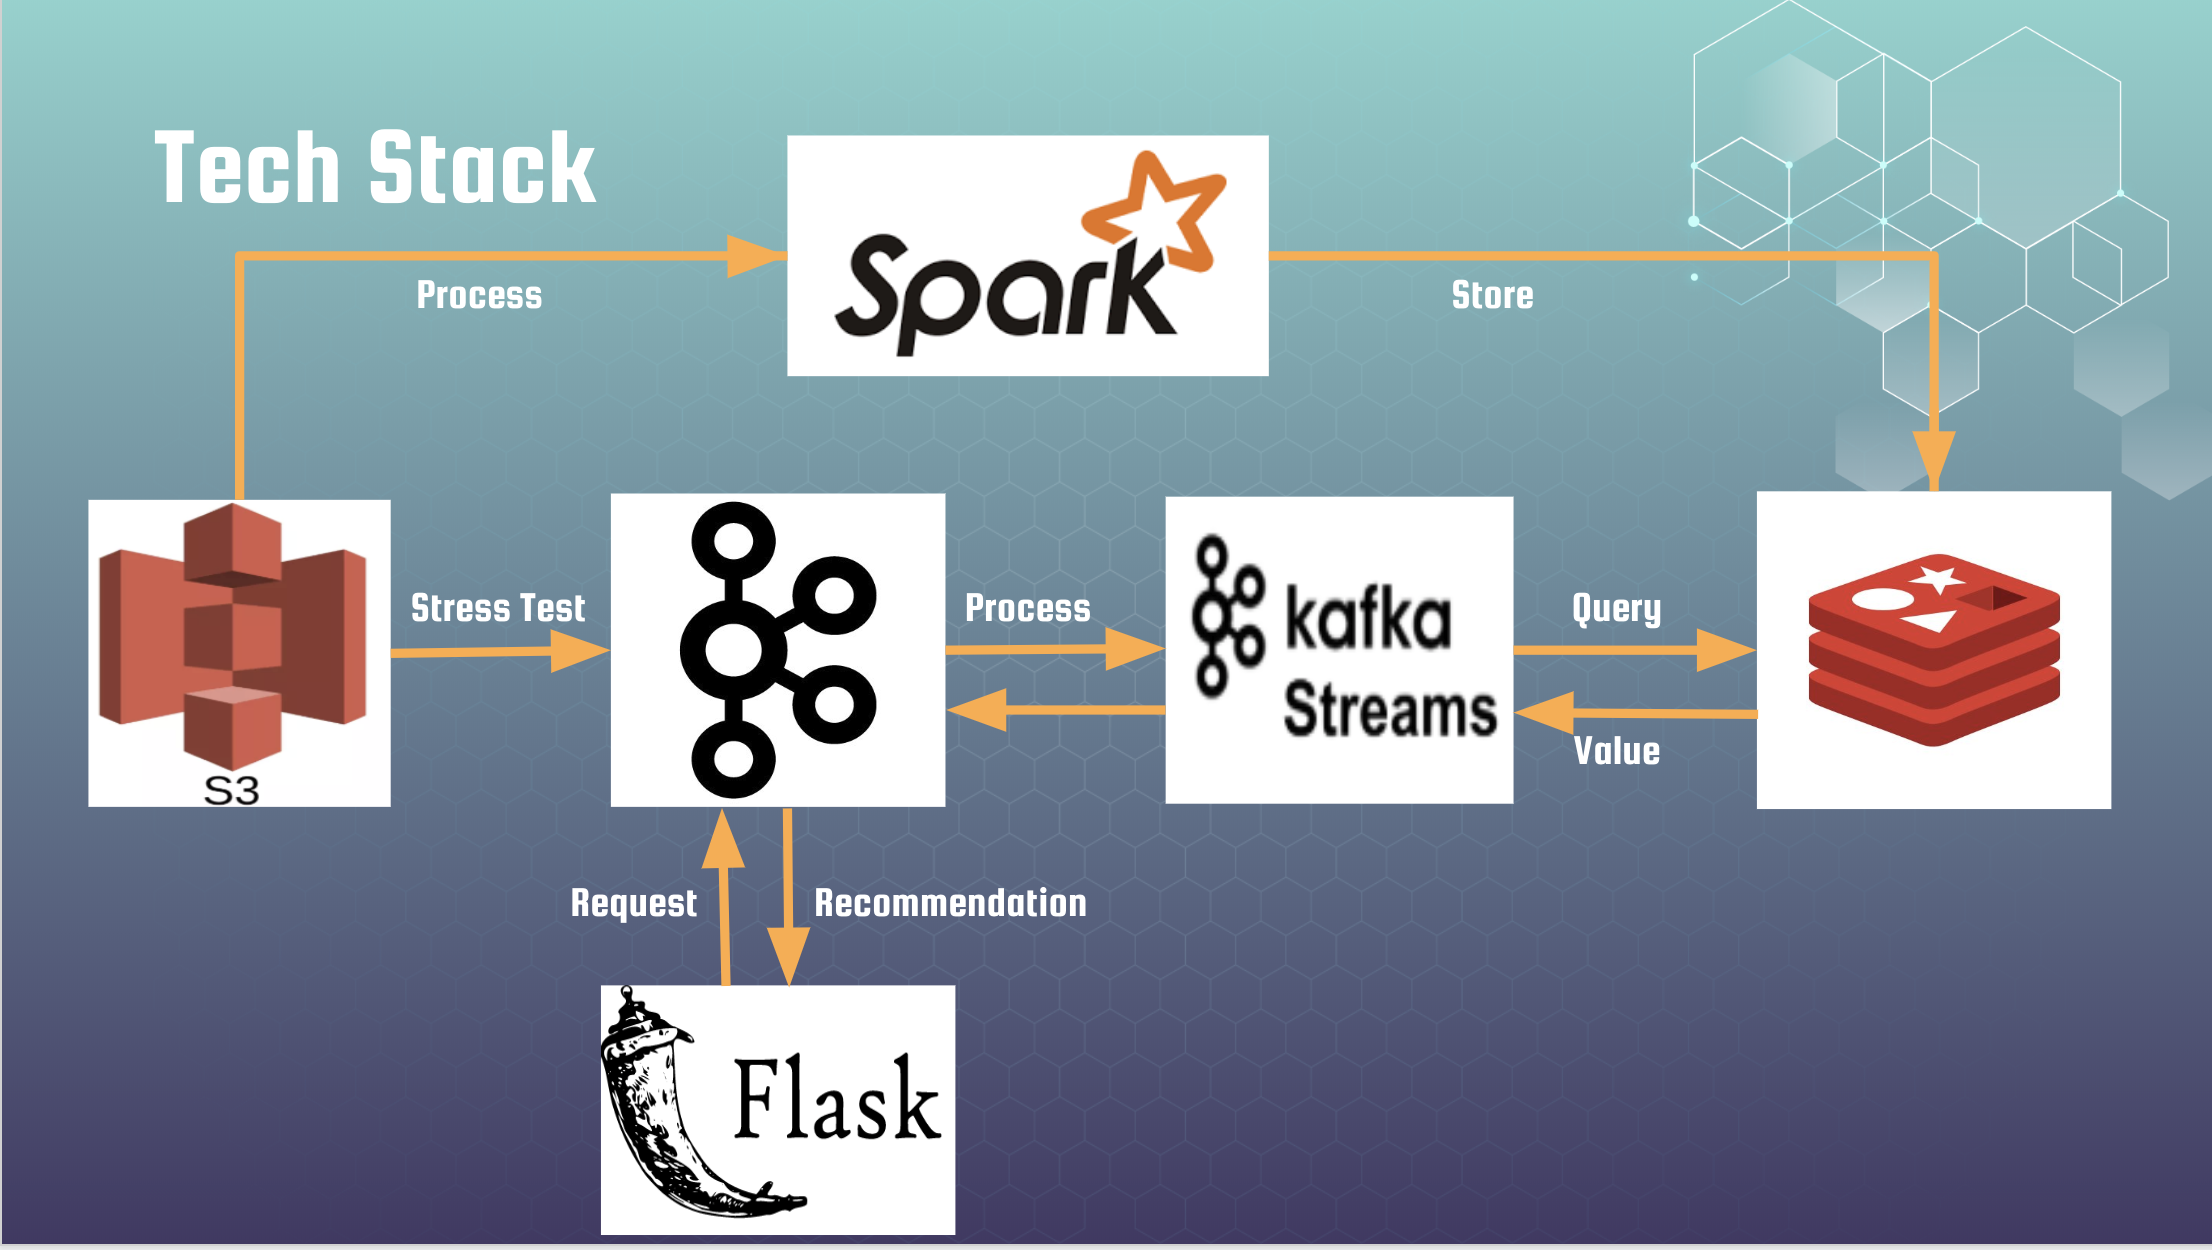 Tech Stack
Spark
Process
Store
S3
Stress Test
Process
kafka
Streams
Query
Value
Request
Recommendation
Flask